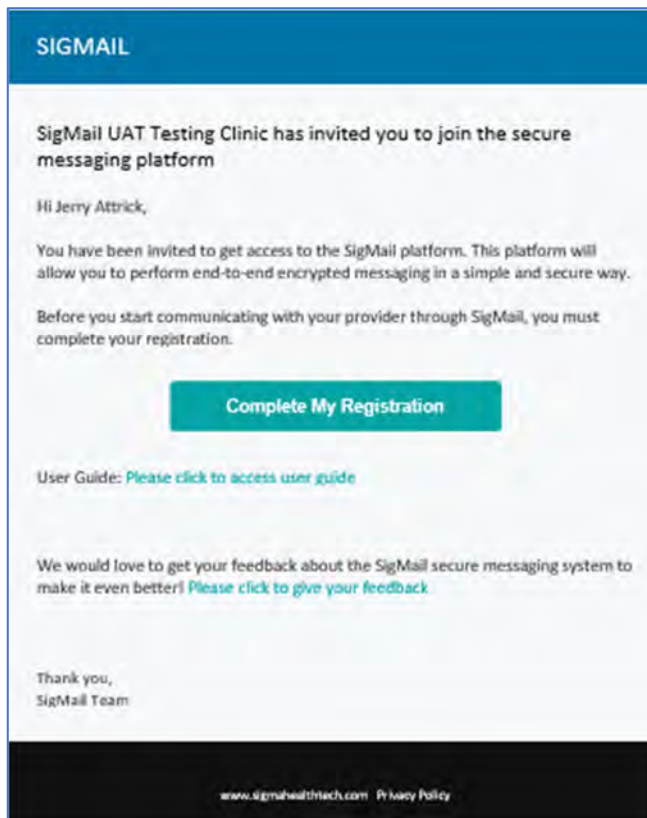 SIGMAIL
SigMail UAT Testing Clinic has invited you to join the secure
messaging platform
Hi Jerry Attrick,
You have been invited to get access to the SigMail platform. This platform will
allow you to perform end-to-end encrypted messaging in a simple and secure way.
Before you start communicating with your provider through SigMail, you must
complete your registration.
Complete My Registration
User Guide: Please click to access user guide
We would love to get your feedback about the SigMail secure messaging system to
make it even better! Please click to give your feedback
Thank you,
SigMail Team
www.sigmahealthtech.com Privacy Policy